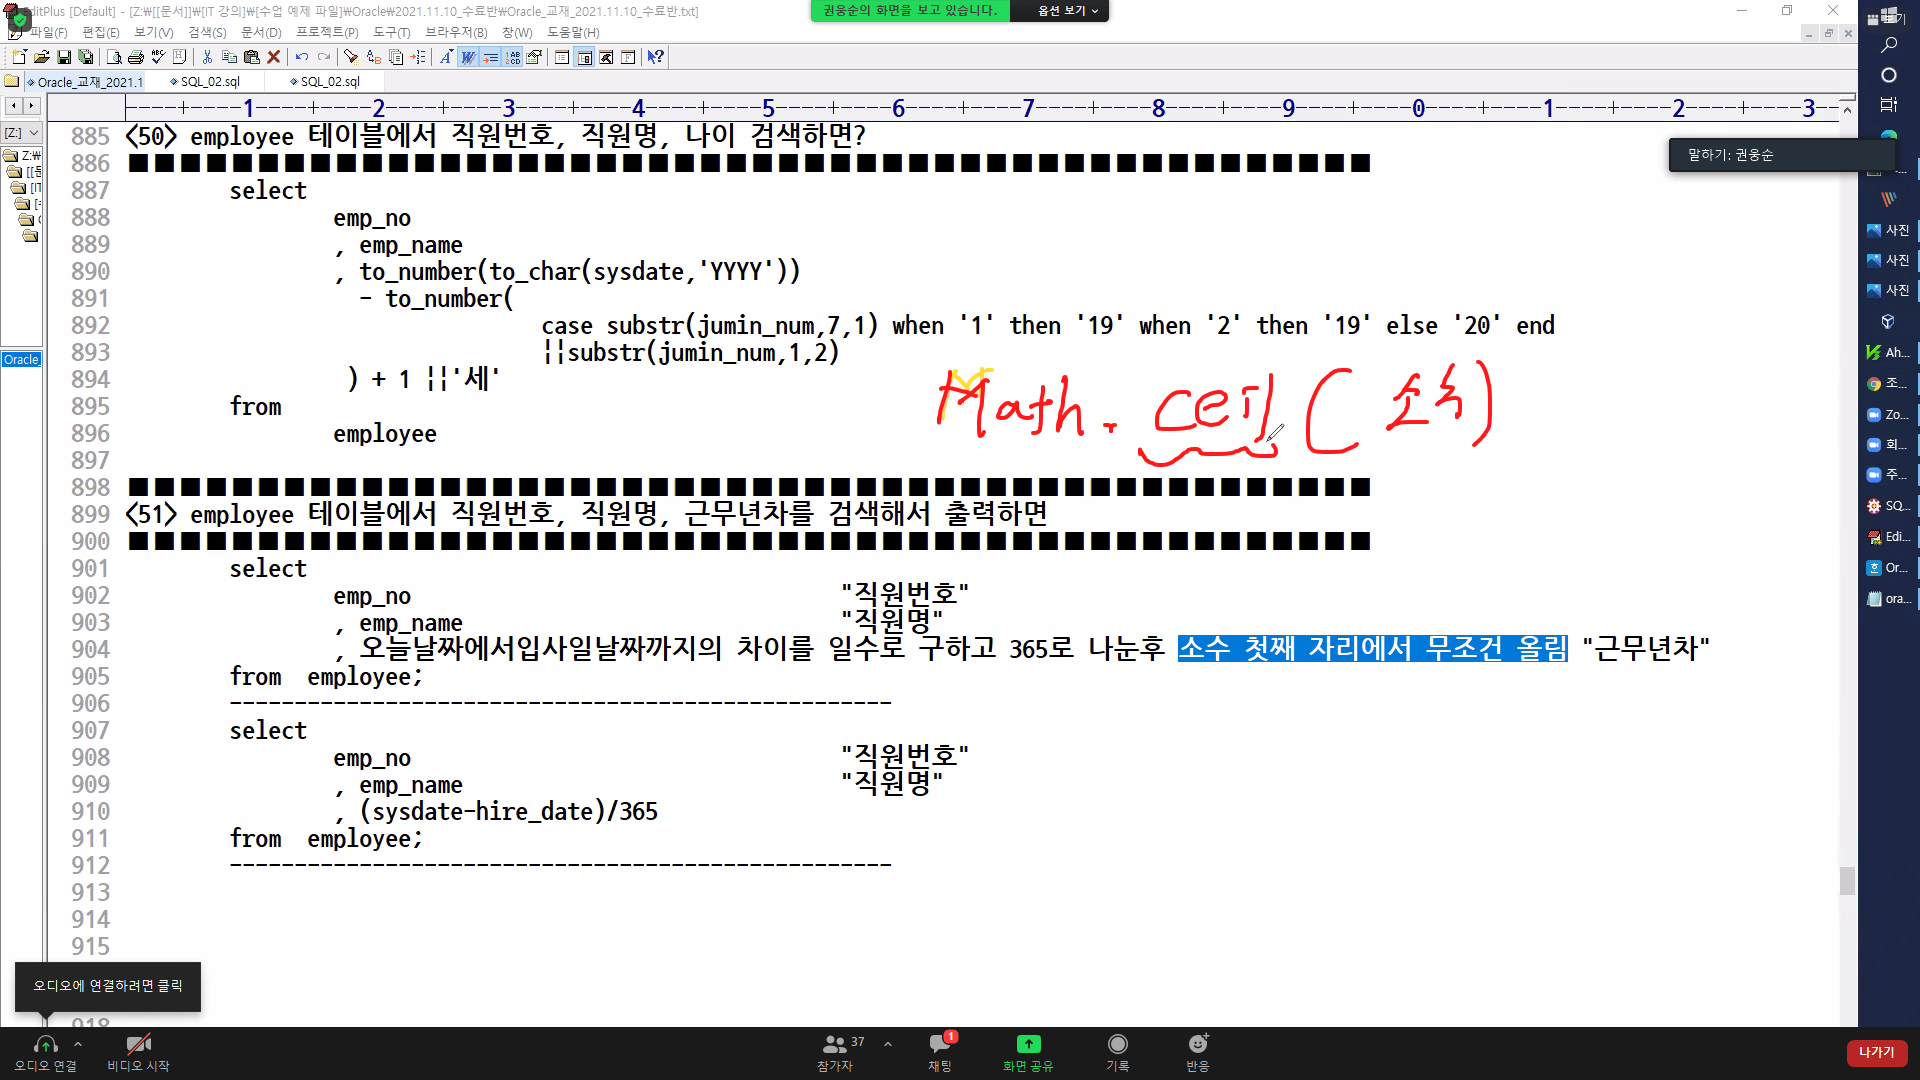 EditPlus [Default] - [Z:₩[[문서]]₩[IT 강의]₩[수업 예제 파일]₩Oracle₩2021.11.10_수료반₩Oracle_교재_2021.11.10_수료반.txt]
권웅순의 화면을 보고 있습니다. 옵션 보기
파일(F) 편집(E) 보기(V) 검색(S) 문서(D) 프로젝트(P) 도구(T) 브라우저(B) 창(W) 도움말(H)
Oracle_교재_2021.1 SQL_02.sql SQL_02.sql
----+----1----+----2----+----3----+----4----+----5----+----6----+----7----+----8----+----9----+----0----+----1----+----2----+----3
[Z:]
Z:₩
Oracle
말하기: 권웅순
885 <50> employee 테이블에서 직원번호, 직원명, 나이 검색하면?
886 ■■■■■■■■■■■■■■■■■■■■■■■■■■■■■■■■■■■■■■■■■■■■■■■■
887 select
888 emp_no
889 , emp_name
890 , to_number(to_char(sysdate,'YYYY'))
891 - to_number(
892 case substr(jumin_num,7,1) when '1' then '19' when '2' then '19' else '20' end
893 ||substr(jumin_num,1,2)
894 ) + 1 ||'세'
Math.ceil(소수)
895 from
896 employee
897
898 ■■■■■■■■■■■■■■■■■■■■■■■■■■■■■■■■■■■■■■■■■■■■■■■■
899 <51> employee 테이블에서 직원번호, 직원명, 근무년차를 검색해서 출력하면
900 ■■■■■■■■■■■■■■■■■■■■■■■■■■■■■■■■■■■■■■■■■■■■■■■■
901 select
902 emp_no "직원번호"
903 , emp_name "직원명"
904 , 오늘날짜에서입사일날짜까지의 차이를 일수로 구하고 365로 나눈후 소수 첫째 자리에서 무조건 올림 "근무년차"
905 from employee;
906 ---------------------------------------------------
907 select
908 emp_no "직원번호"
909 , emp_name "직원명"
910 , (sysdate-hire_date)/365
911 from employee;
912 ---------------------------------------------------
913
914
915
사진
사진
사진
Ah...
조...
Zo...
회...
주...
SQ...
Edi...
Or...
ora...
오디오에 연결하려면 클릭
오디오 연결 비디오 시작 참가자 37 채팅 1 화면 공유 기록 반응 나가기